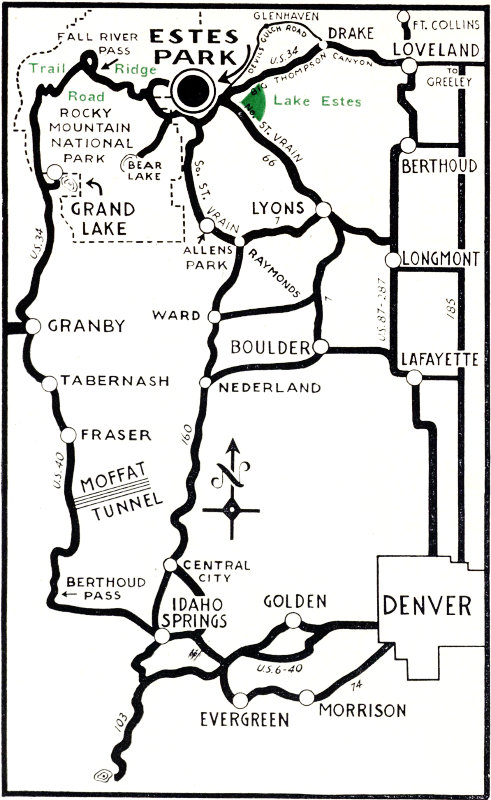 GLENHAVEN
DEVILS GULCH ROAD
FT. COLLINS
FALL RIVER
PASS
ESTES
PARK
DRAKE
LOVELAND
U.S.34
BIG THOMPSON CANYON
TO
GREELEY
Trail Ridge
Road
Lake Estes
ROCKY
MOUNTAIN
NATIONAL
PARK
No. ST. VRAIN
66
BERTHOUD
BEAR
LAKE
So. ST. VRAIN
GRAND
LAKE
LYONS
7
ALLENS
PARK
RAYMONDS
LONGMONT
U.S.34
U.S.87-287
185
7
WARD
GRANBY
BOULDER
LAFAYETTE
TABERNASH
NEDERLAND
FRASER
160
U.S.40
MOFFAT
TUNNEL
N
CENTRAL
CITY
BERTHOUD
PASS
IDAHO
SPRINGS
GOLDEN
DENVER
U.S.6-40
74
EVERGREEN
MORRISON
103